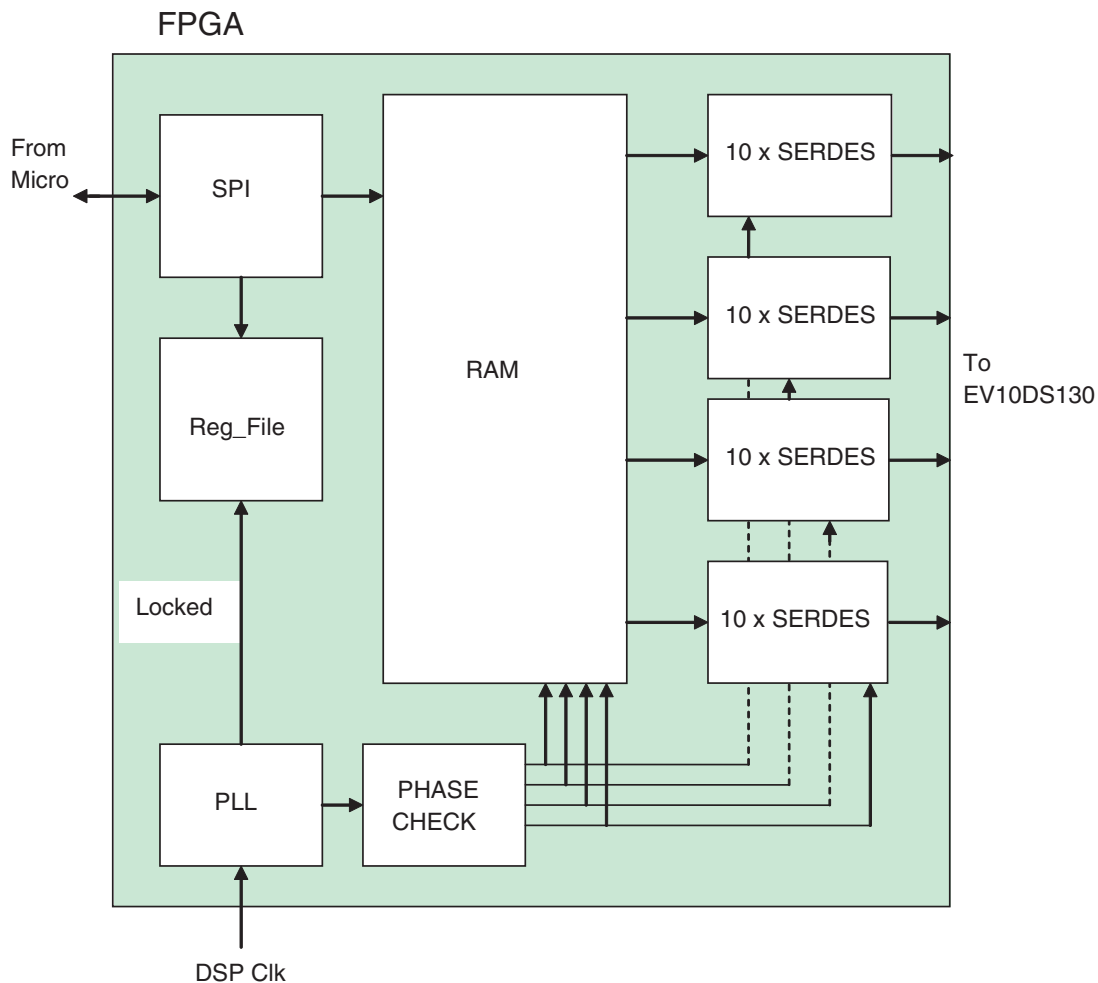 FPGA
From
Micro
SPI
10 x SERDES
10 x SERDES
RAM
To
EV10DS130
Reg_File
10 x SERDES
Locked
10 x SERDES
PLL
PHASE
CHECK
DSP Clk